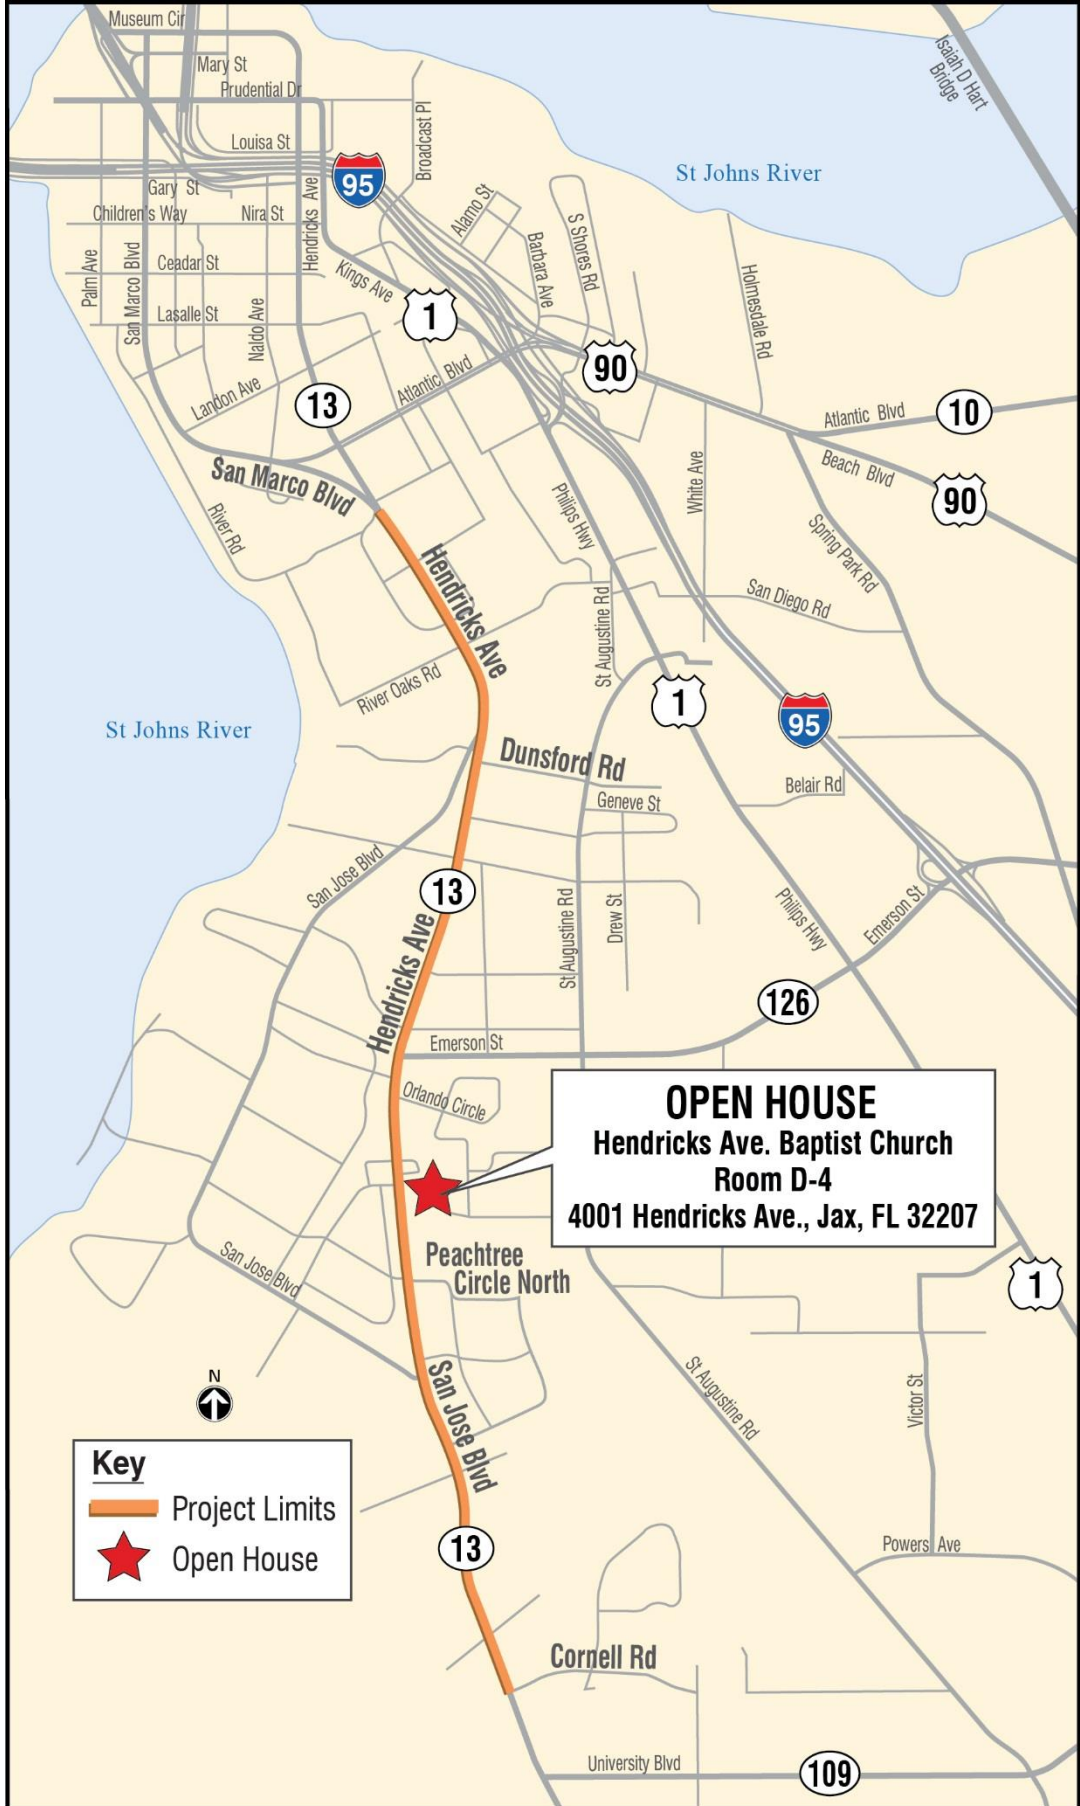 Museum Cir
Mary St
Prudential Dr
Isaiah D Hart
Bridge
Broadcast Pl
Louisa St
St Johns River
95
Gary St
Children's Way
Nira St
Hendricks Ave
Alamo St
S Shores Rd
Barbara Ave
Palm Ave
San Marco Blvd
Ceadar St
Kings Ave
Holmesdale Rd
Lasalle St
Naldo Ave
1
90
Landon Ave
13
Atlantic Blvd
Atlantic Blvd
10
San Marco Blvd
White Ave
Beach Blvd
90
River Rd
Philips Hwy
Spring Park Rd
Hendricks Ave
St Augustine Rd
San Diego Rd
River Oaks Rd
1
95
St Johns River
Dunsford Rd
Belair Rd
Geneve St
San Jose Blvd
13
St Augustine Rd
Drew St
Philips Hwy
Emerson St
Hendricks Ave
126
Emerson St
Orlando Circle
OPEN HOUSE
Hendricks Ave. Baptist Church
Room D-4
4001 Hendricks Ave., Jax, FL 32207
Peachtree
Circle North
San Jose Blvd
1
N
San Jose Blvd
St Augustine Rd
Victor St
Key
Project Limits
Open House
13
Powers Ave
Cornell Rd
University Blvd
109